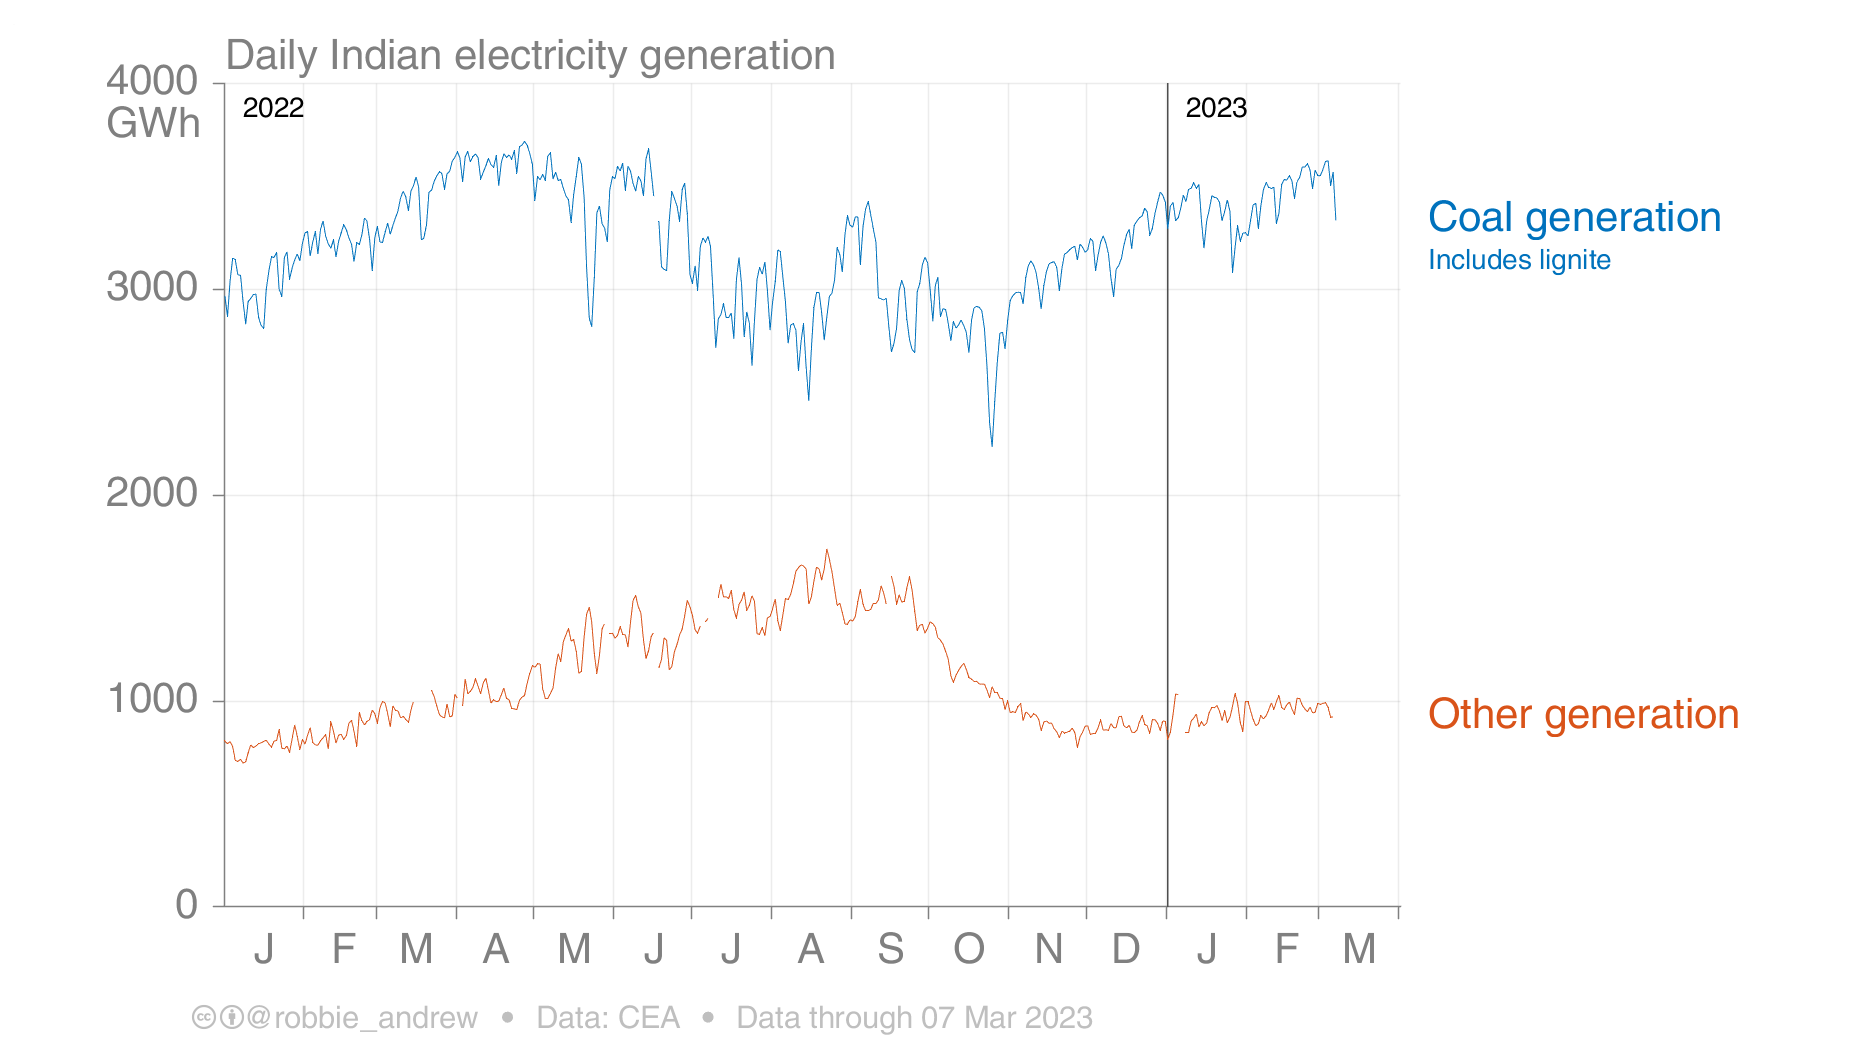 Daily Indian electricity generation
4000
GWh
2022
2023
3000
2000
1000
0
Coal generation
Includes lignite
Other generation
J F M A M J J A S O N D J F M
@robbie_andrew • Data: CEA • Data through 07 Mar 2023